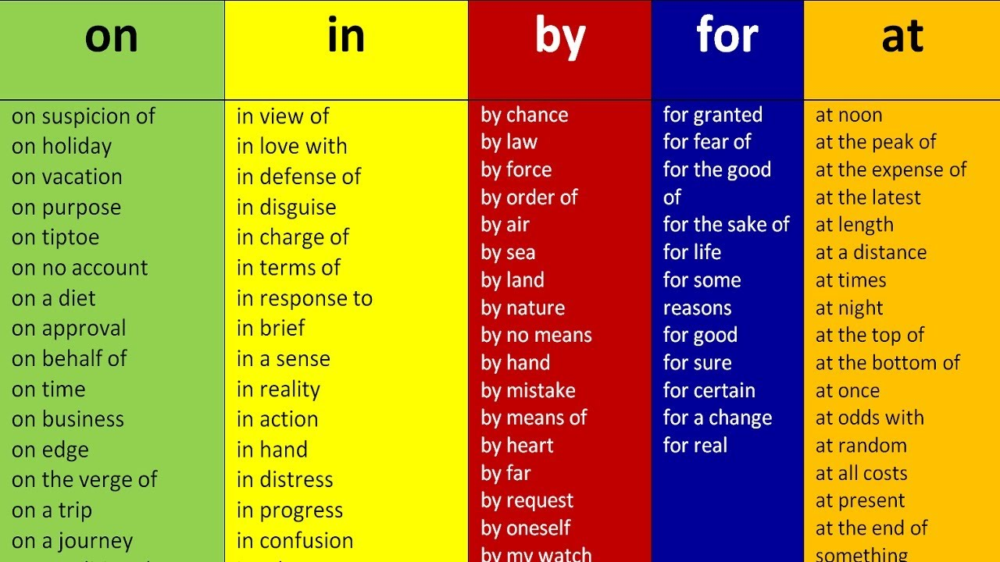 on
on suspicion of
on holiday
on vacation
on purpose
on tiptoe
on no account
on a diet
on approval
on behalf of
on time
on business
on edge
on the verge of
on a trip
on a journey
in
in view of
in love with
in defense of
in disguise
in charge of
in terms of
in response to
in brief
in a sense
in reality
in action
in hand
in distress
in progress
in confusion
by
by chance
by law
by force
by order of
by air
by sea
by land
by nature
by no means
by hand
by mistake
by means of
by heart
by far
by request
by oneself
by my watch
for
for granted
for fear of
for the good
of
for the sake of
for life
for some
reasons
for good
for sure
for certain
for a change
for real
at
at noon
at the peak of
at the expense of
at the latest
at length
at a distance
at times
at night
at the top of
at the bottom of
at once
at odds with
at random
at all costs
at present
at the end of
something